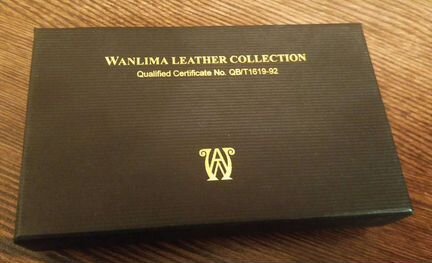 WANLIMA LEATHER COLLECTION
Qualified Certificate No. QB/T1619-92